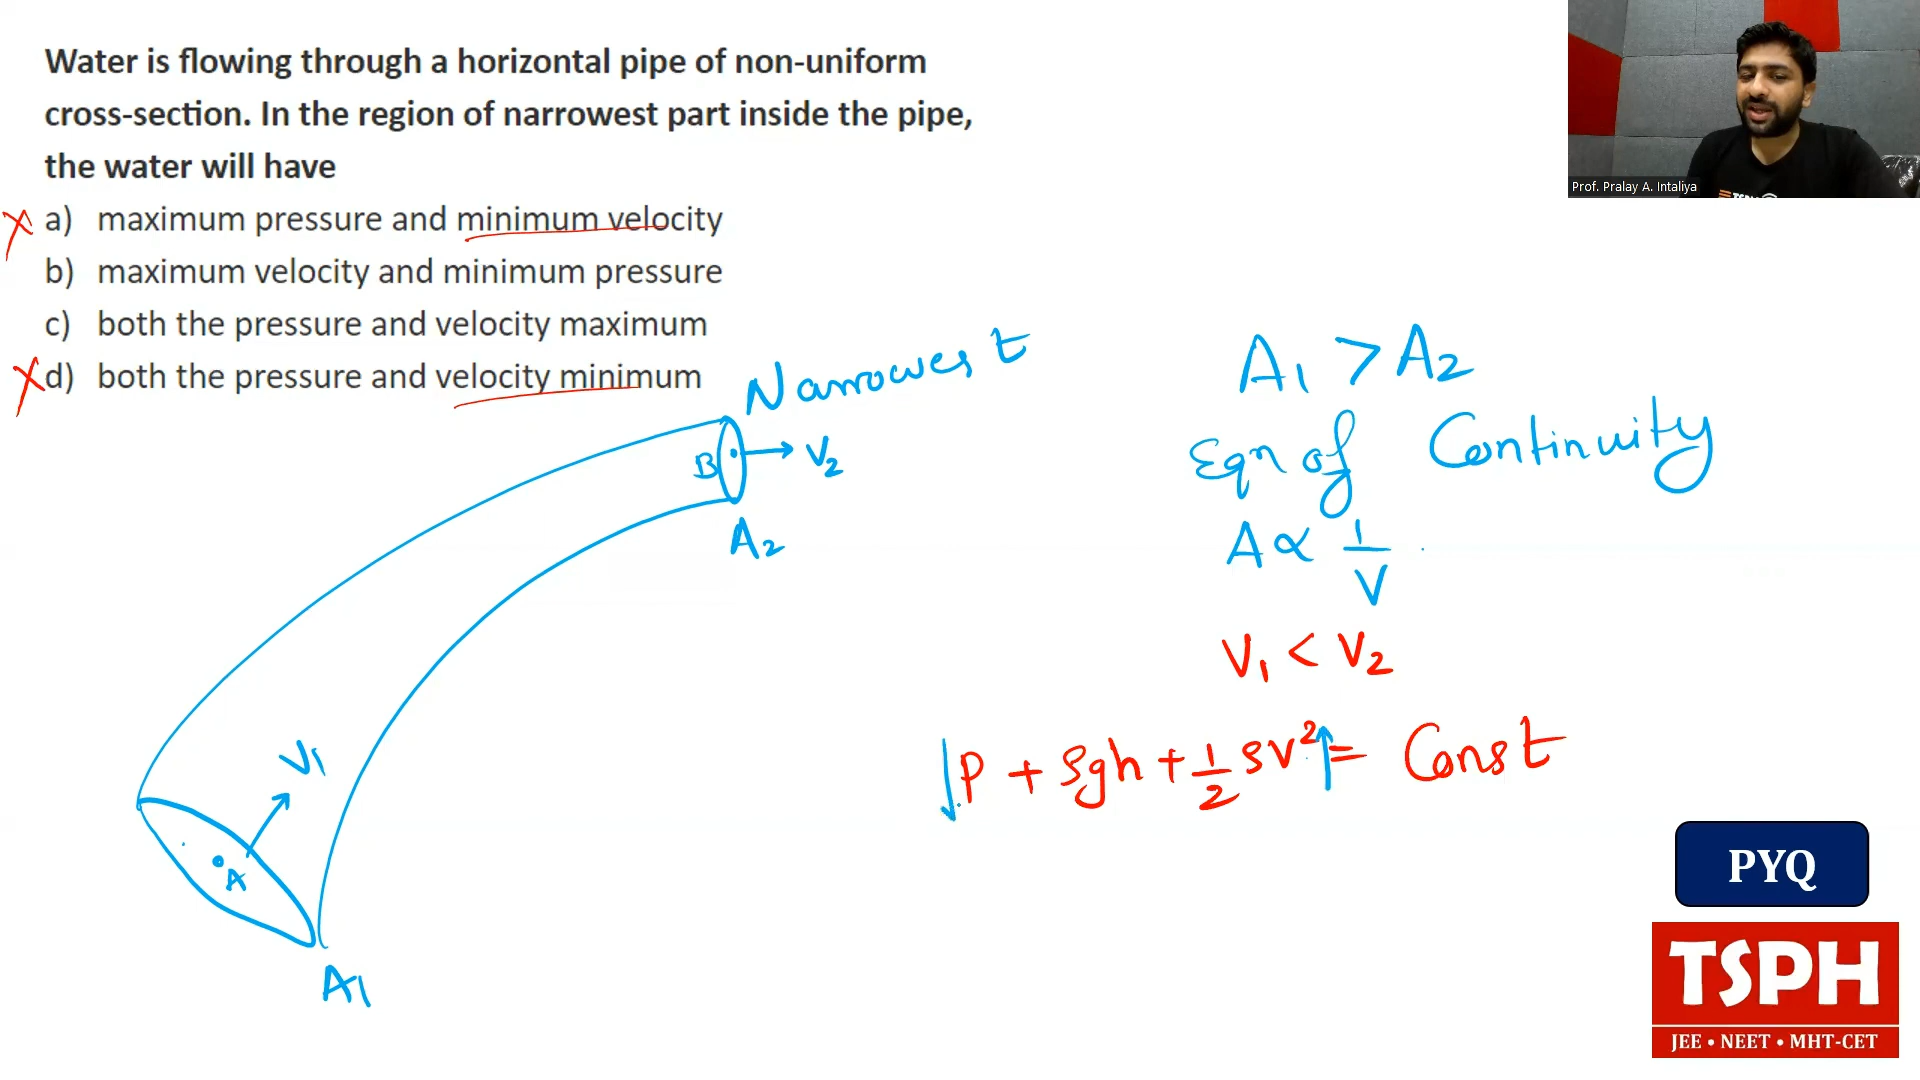 Water is flowing through a horizontal pipe of non-uniform
cross-section. In the region of narrowest part inside the pipe,
the water will have
a) maximum pressure and minimum velocity
b) maximum velocity and minimum pressure
c) both the pressure and velocity maximum
d) both the pressure and velocity minimum
Prof. Pralay A. Intaliya
Narrowest
B
V2
A2
V1
A
A1
A1 > A2
Eqn of Continuity
A ∝ 1/V
V1 < V2
↓P + ρgh + 1/2 ρV²↑ = Const
PYQ
TSPH
JEE • NEET • MHT-CET